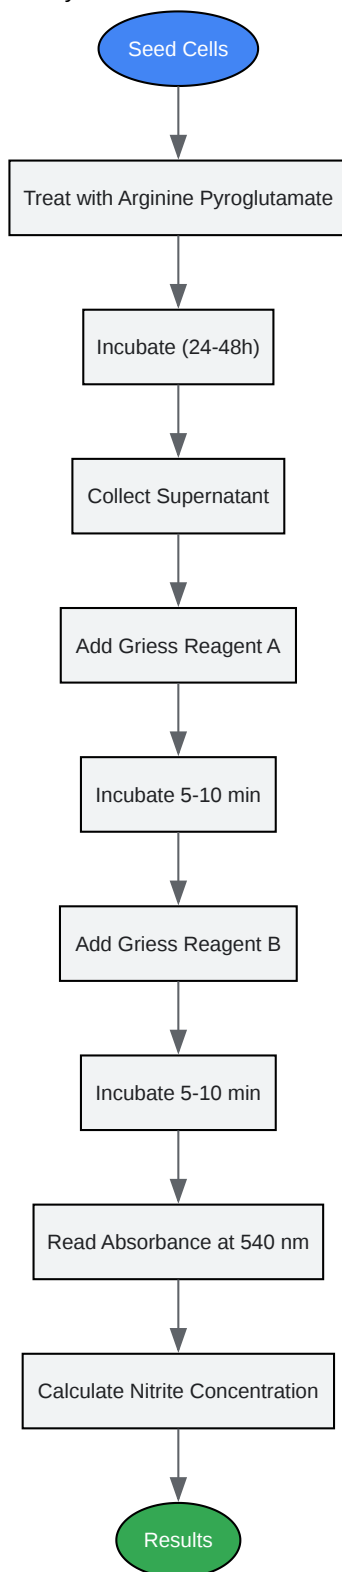 Seed Cells
Treat with Arginine Pyroglutamate
Incubate (24-48h)
Collect Supernatant
Add Griess Reagent A
Incubate 5-10 min
Add Griess Reagent B
Incubate 5-10 min
Read Absorbance at 540 nm
Calculate Nitrite Concentration
Results